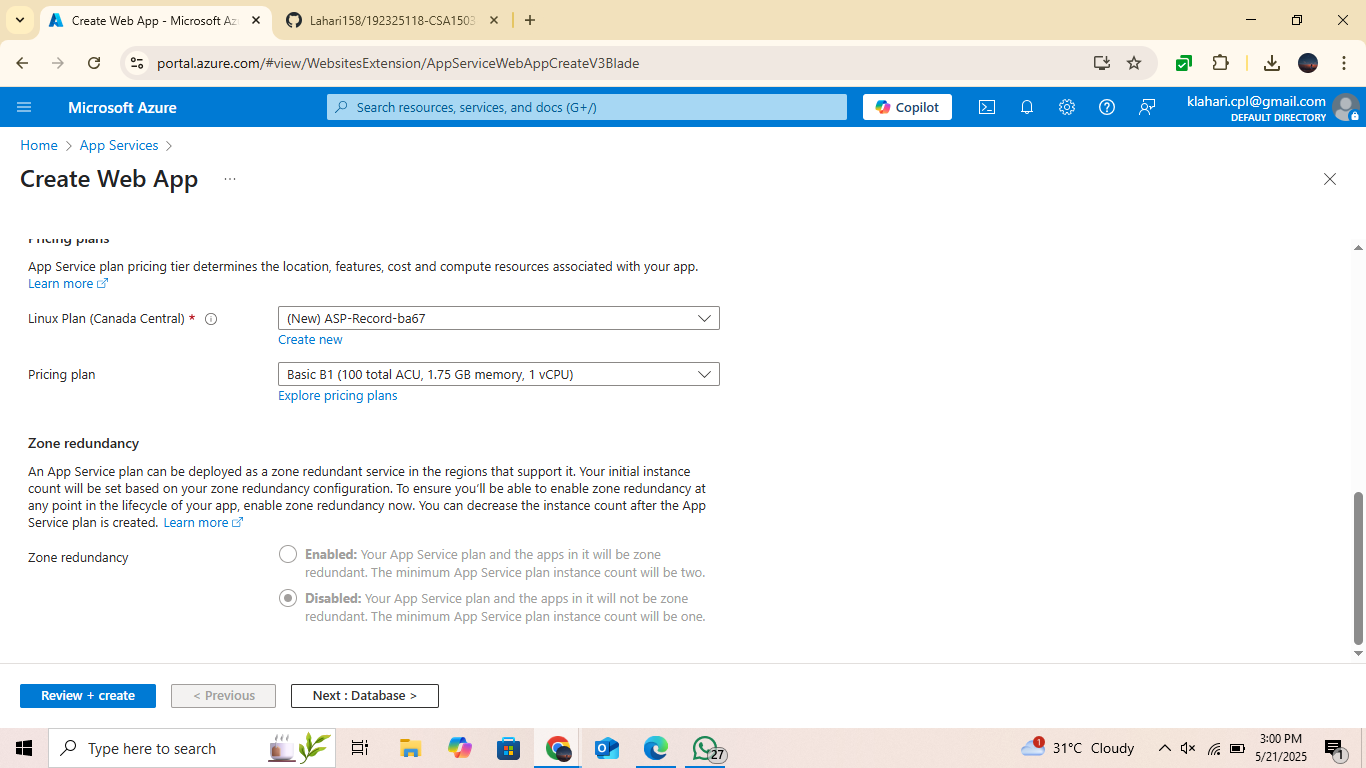 Create Web App - Microsoft Az
Lahari158/192325118-CSA1503
portal.azure.com/#view/WebsitesExtension/AppServiceWebAppCreateV3Blade
Microsoft Azure
Search resources, services, and docs (G+/)
Copilot
klahari.cpl@gmail.com
DEFAULT DIRECTORY
Home > App Services >
Create Web App ...
Pricing plans
App Service plan pricing tier determines the location, features, cost and compute resources associated with your app.
Learn more
Linux Plan (Canada Central) *
(New) ASP-Record-ba67
Create new
Pricing plan
Basic B1 (100 total ACU, 1.75 GB memory, 1 vCPU)
Explore pricing plans
Zone redundancy
An App Service plan can be deployed as a zone redundant service in the regions that support it. Your initial instance
count will be set based on your zone redundancy configuration. To ensure you'll be able to enable zone redundancy at
any point in the lifecycle of your app, enable zone redundancy now. You can decrease the instance count after the App
Service plan is created. Learn more
Zone redundancy
Enabled: Your App Service plan and the apps in it will be zone
redundant. The minimum App Service plan instance count will be two.
Disabled: Your App Service plan and the apps in it will not be zone
redundant. The minimum App Service plan instance count will be one.
Review + create
< Previous
Next : Database >
Type here to search
27
1
31°C Cloudy
3:00 PM
5/21/2025
1